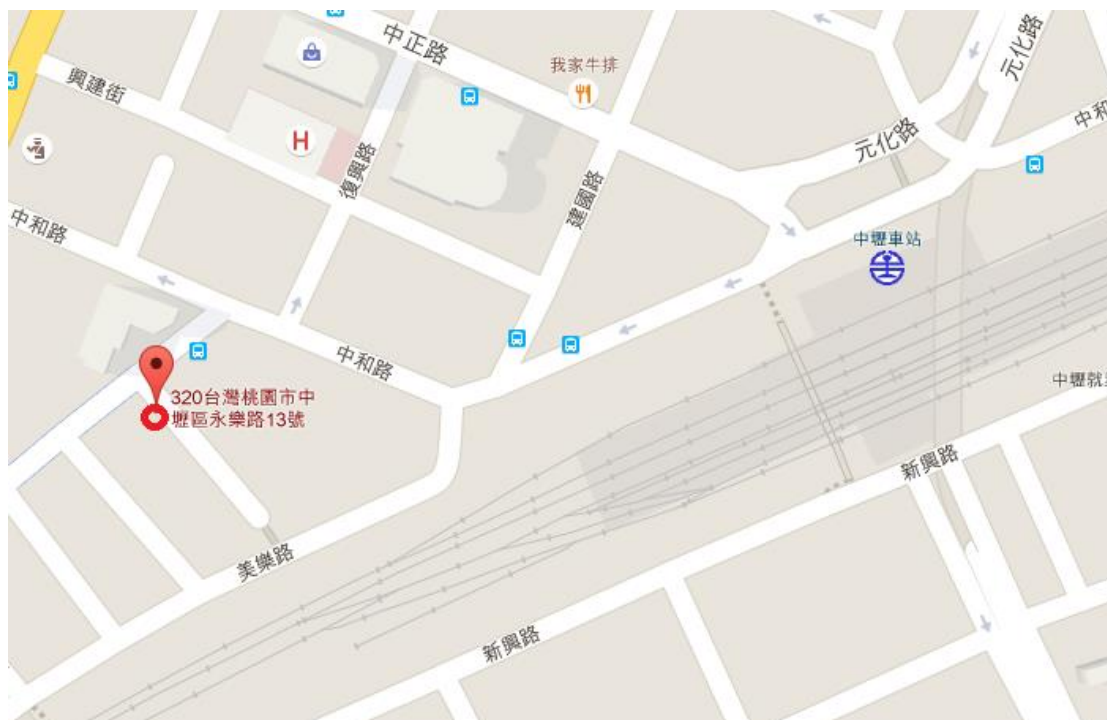 中正路
元化路
我家牛排
興建街
H
元化路
中和
復興路
建國路
中和路
中壢車站
中和路
中壢就業
320台灣桃園市中
壢區永樂路13號
新興路
美樂路
新興路